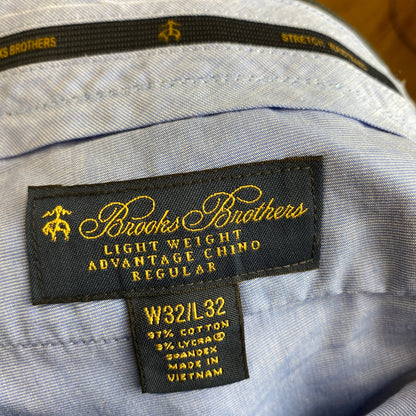 KS BROTHERS
STRETCH
Brooks Brothers
LIGHT WEIGHT
ADVANTAGE CHINO
REGULAR
W32/L32
97% COTTON
3% LYCRA®
SPANDEX
MADE IN
VIETNAM